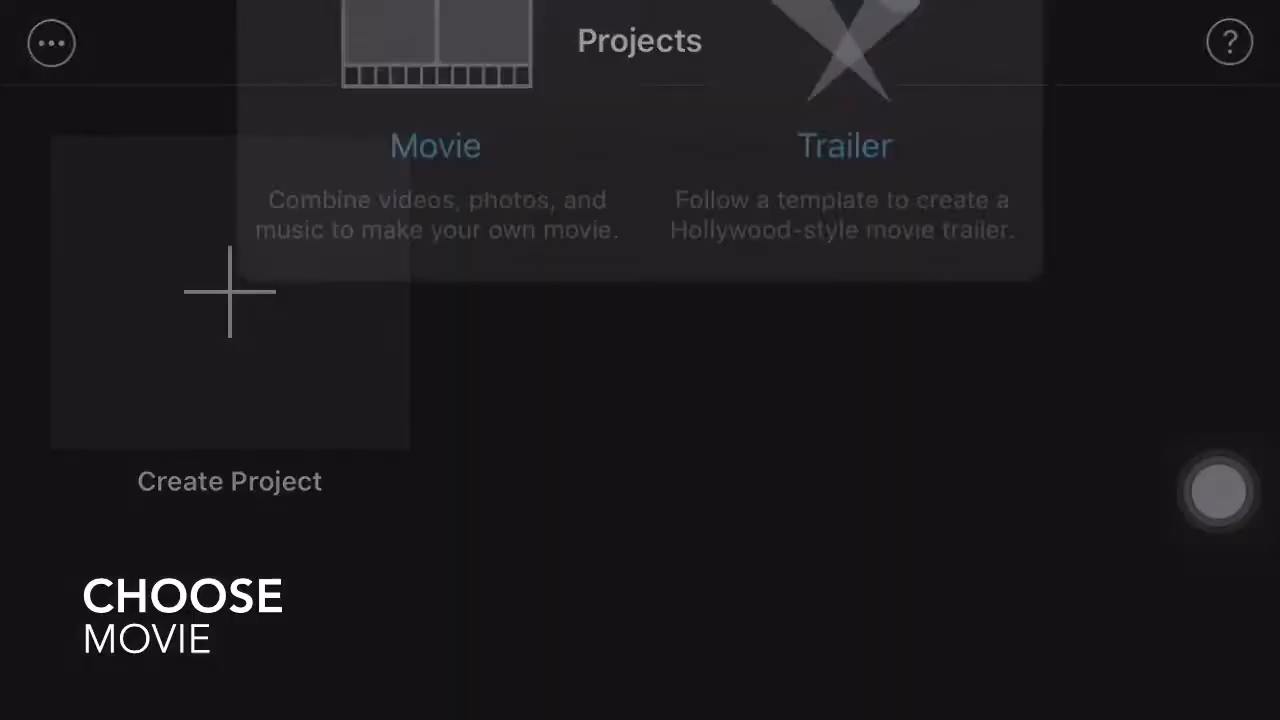 Projects
?
Movie
Trailer
Combine videos, photos, and
music to make your own movie.
Follow a template to create a
Hollywood-style movie trailer.
Create Project
CHOOSE
MOVIE